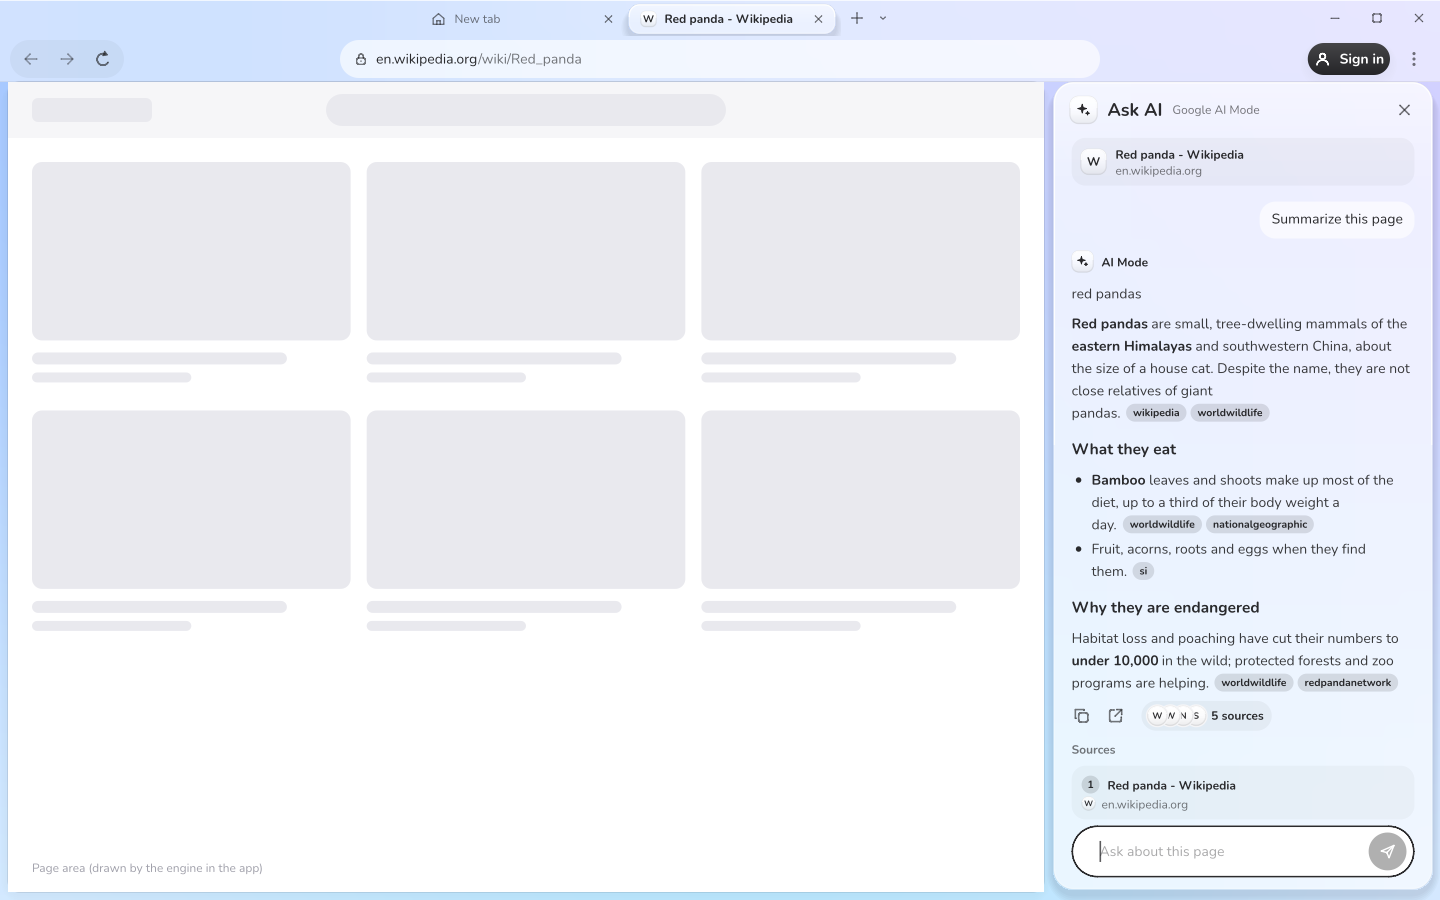 New tab
W Red panda - Wikipedia
en.wikipedia.org/wiki/Red_panda
Sign in
Ask AI Google AI Mode
W Red panda - Wikipedia
en.wikipedia.org
Summarize this page
AI Mode
red pandas
Red pandas are small, tree-dwelling mammals of the
eastern Himalayas and southwestern China, about
the size of a house cat. Despite the name, they are not
close relatives of giant
pandas. wikipedia worldwildlife
What they eat
Bamboo leaves and shoots make up most of the
diet, up to a third of their body weight a
day. worldwildlife nationalgeographic
Fruit, acorns, roots and eggs when they find
them. si
Why they are endangered
Habitat loss and poaching have cut their numbers to
under 10,000 in the wild; protected forests and zoo
programs are helping. worldwildlife redpandanetwork
W W N S 5 sources
Sources
1 Red panda - Wikipedia
W en.wikipedia.org
Ask about this page
Page area (drawn by the engine in the app)